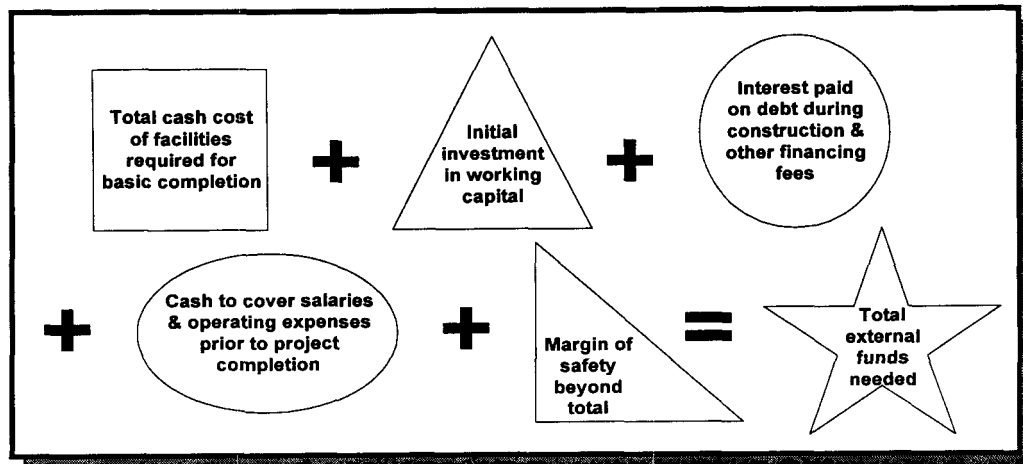 Total cash cost
of facilities
required for
basic completion
+
Initial
investment
in working
capital
+
Interest paid
on debt during
construction &
other financing
fees
+
Cash to cover salaries
& operating expenses
prior to project
completion
+
Margin of
safety
beyond
total
=
Total
external
funds
needed